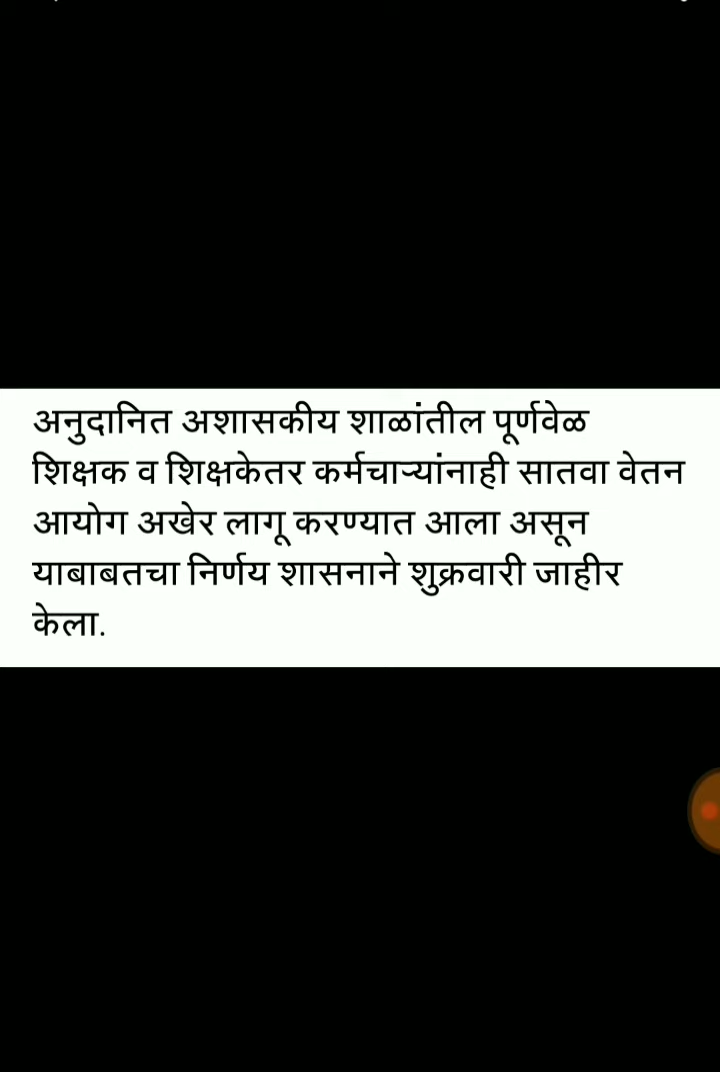 अनुदानित अशासकीय शाळांतील पूर्णवेळ
शिक्षक व शिक्षकेतर कर्मचाऱ्यांनाही सातवा वेतन
आयोग अखेर लागू करण्यात आला असून
याबाबतचा निर्णय शासनाने शुक्रवारी जाहीर
केला.